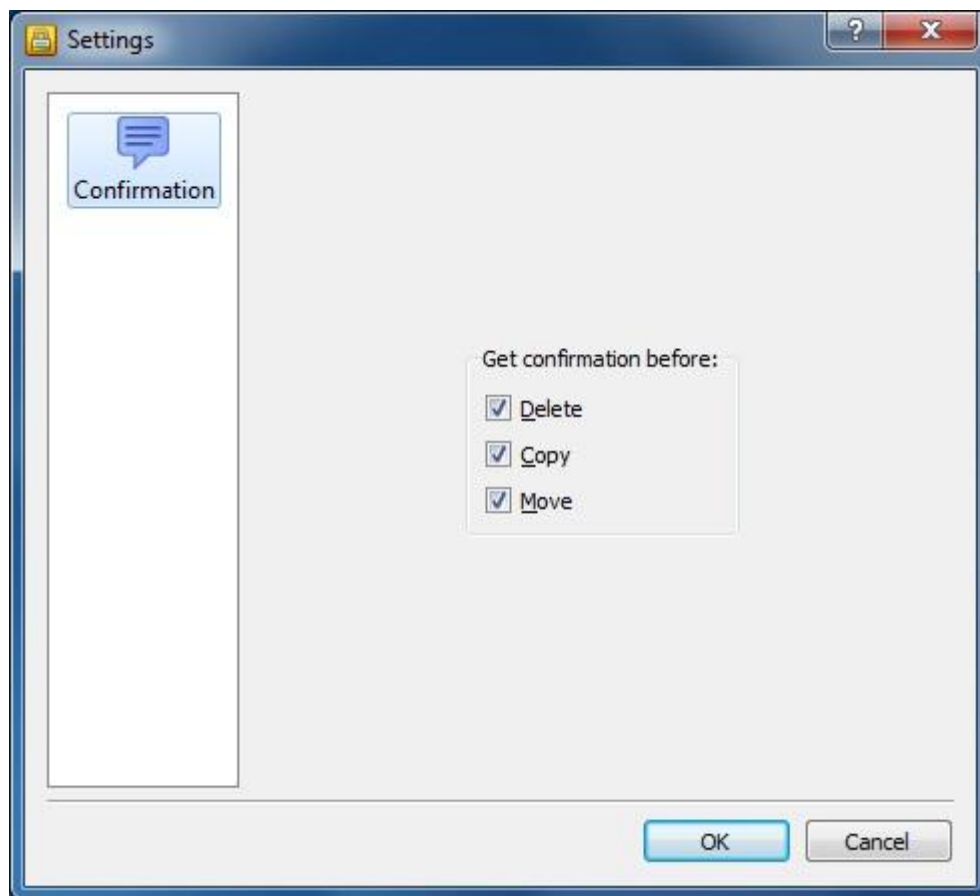 Settings
Confirmation
Get confirmation before:
Delete
Copy
Move
OK
Cancel